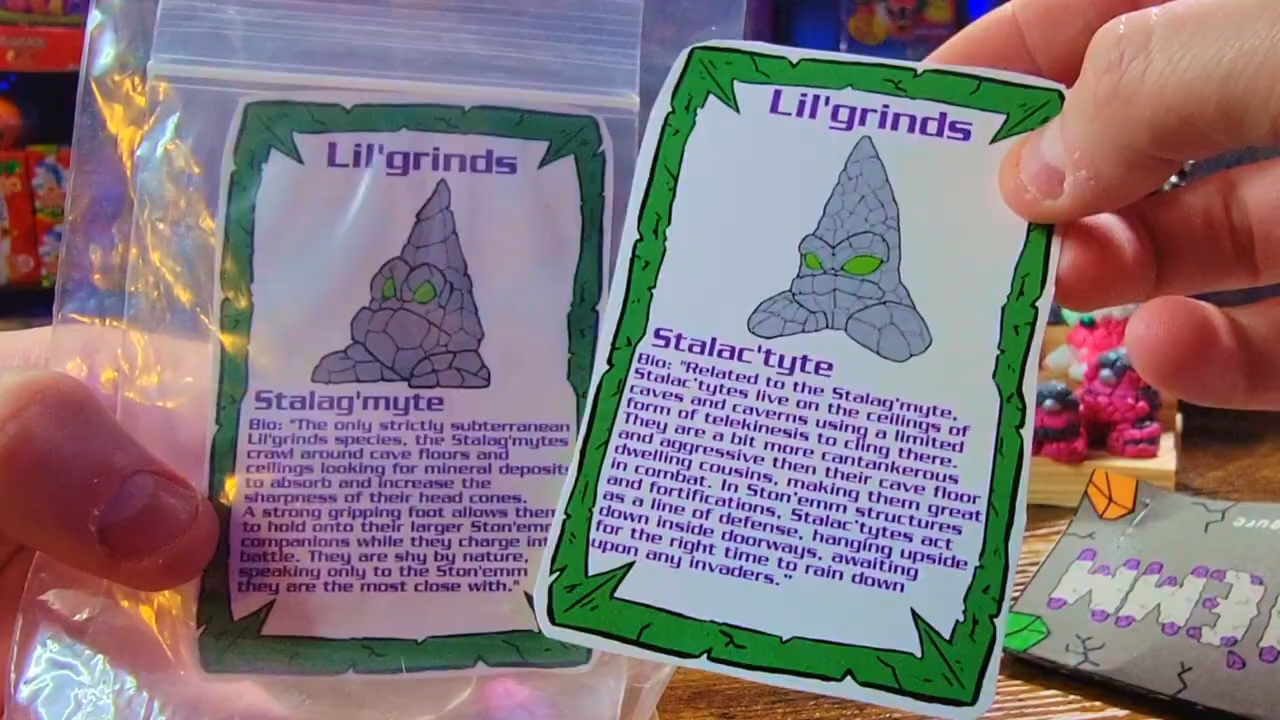 Lil'grinds
Stalag'myte
Bio: "The only strictly subterranean
Lil'grinds species, the Stalag'mytes
crawl around cave floors and
ceilings looking for mineral deposits
to absorb and increase the
sharpness of their head cones.
A strong gripping foot allows them
to hold onto their larger Ston'emm
companions while they charge into
battle. They are shy by nature,
speaking only to the Ston'emm
they are the most close with."
Lil'grinds
Stalac'tyte
Bio: "Related to the Stalag'myte,
Stalac'tytes live on the ceilings of
caves and caverns using a limited
form of telekinesis to cling there.
They are a bit more cantankerous
and aggressive then their cave floor
dwelling cousins, making them great
in combat. In Ston'emm structures
and fortifications, Stalac'tytes act
as a line of defense, hanging upside
down inside doorways, awaiting
for the right time to rain down
upon any invaders."